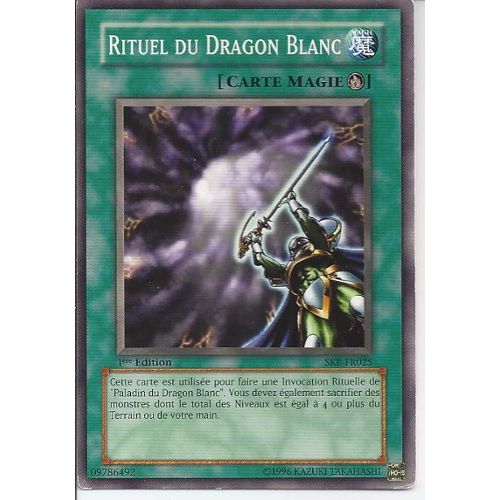 RITUEL DU DRAGON BLANC 魔
[CARTE MAGIE]
1ère Edition SKE-FR025
Cette carte est utilisée pour faire une Invocation Rituelle de
"Paladin du Dragon Blanc". Vous devez également sacrifier des
monstres dont le total des Niveaux est égal à 4 ou plus du
Terrain ou de votre main.
09786492 ©1996 KAZUKI TAKAHASHI